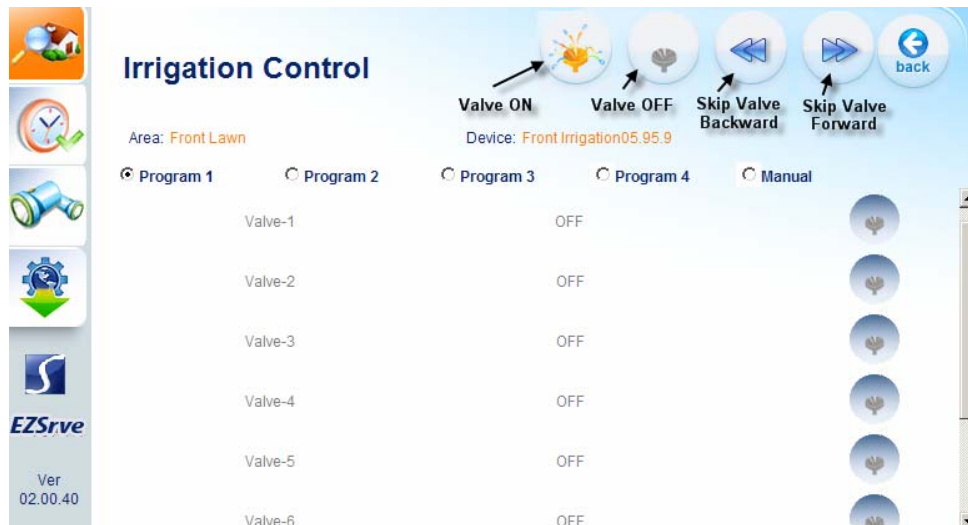 Irrigation Control
back
Valve ON
Valve OFF
Skip Valve
Backward
Skip Valve
Forward
Area: Front Lawn
Device: Front Irrigation05.95.9
Program 1
Program 2
Program 3
Program 4
Manual
Valve-1 OFF
Valve-2 OFF
Valve-3 OFF
Valve-4 OFF
Valve-5 OFF
Valve-6 OFF
EZSrve
Ver
02.00.40